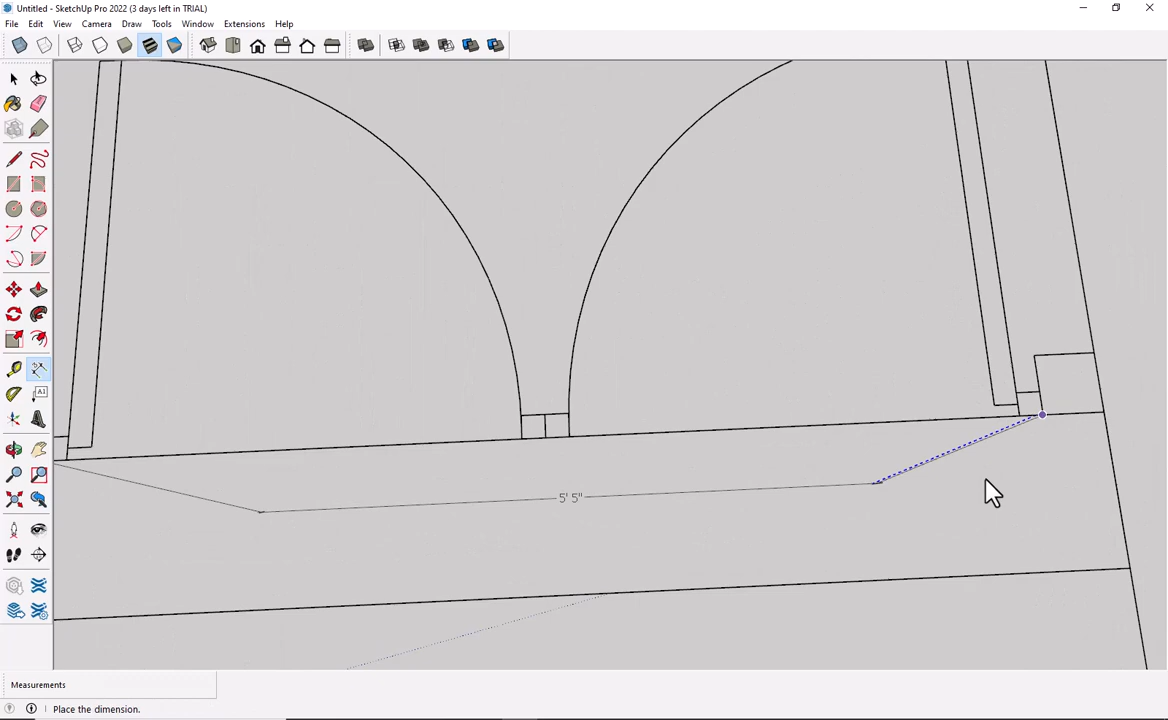 Untitled - SketchUp Pro 2022 (3 days left in TRIAL)
File Edit View Camera Draw Tools Window Extensions Help
AI
5' 5"
Measurements
Place the dimension.